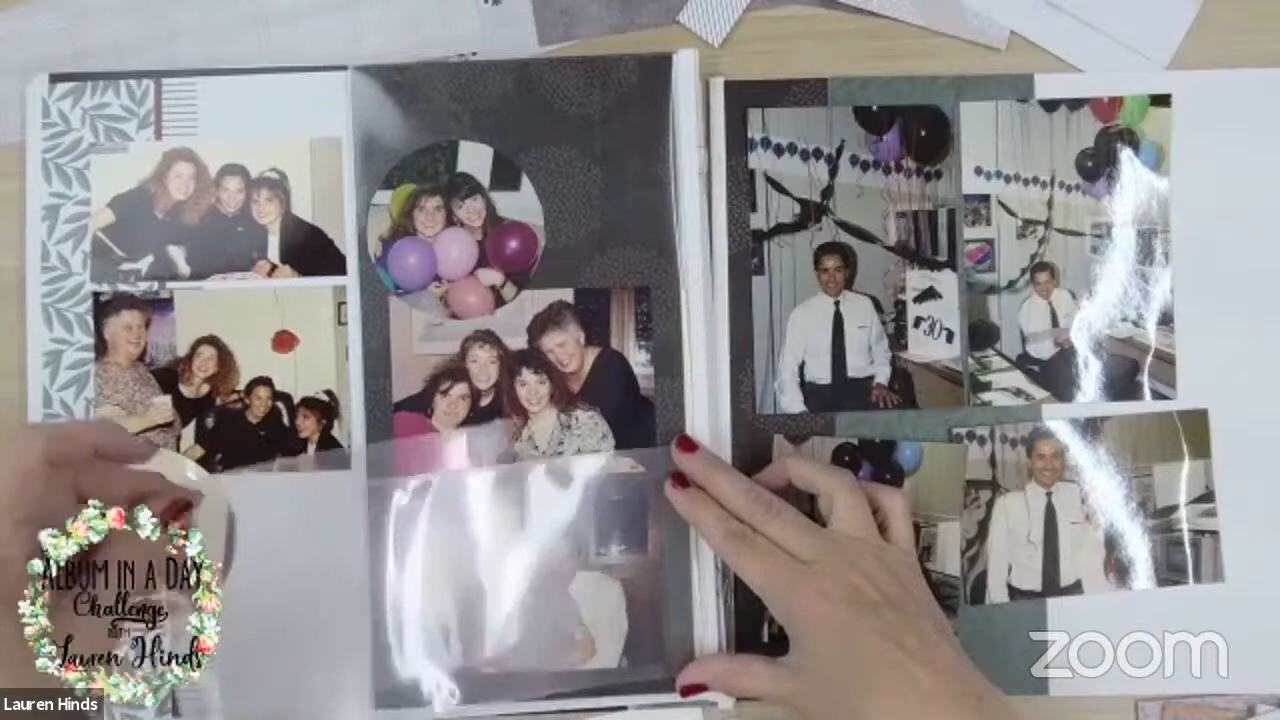 30
ALBUM IN A DAY
Challenge
WITH
Lauren Hinds
zoom
Lauren Hinds